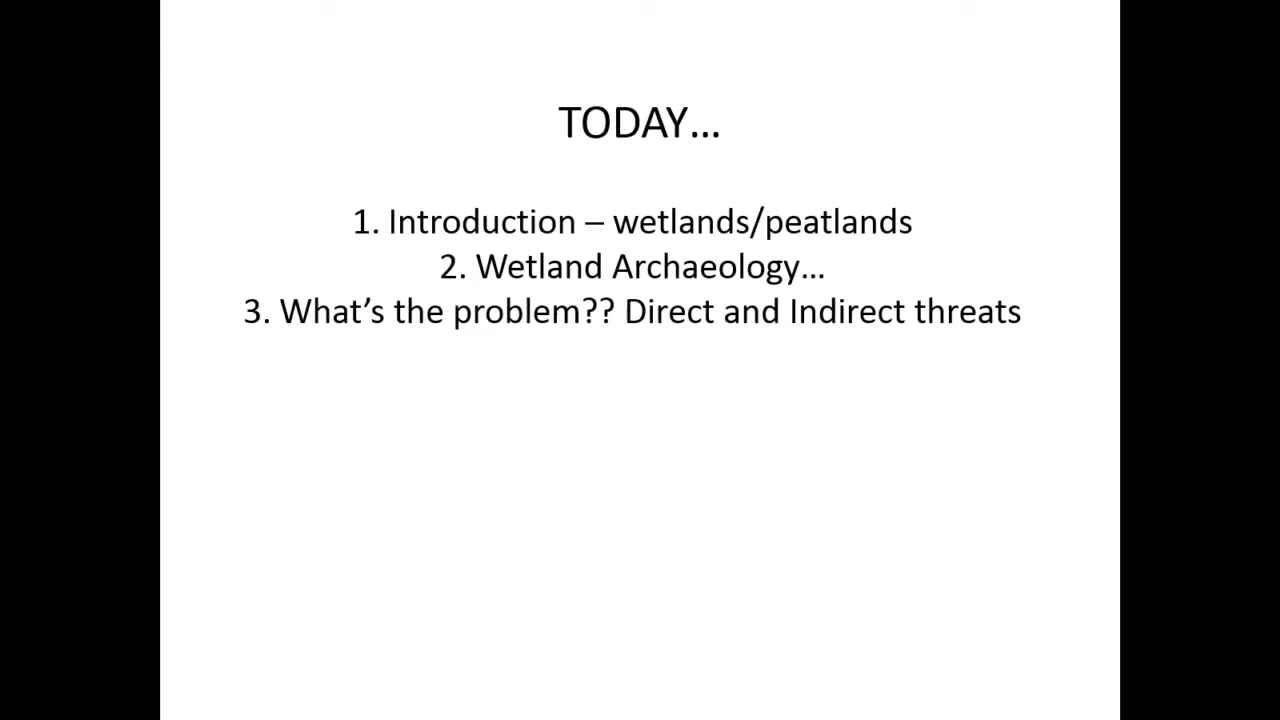 TODAY…
1. Introduction – wetlands/peatlands
2. Wetland Archaeology…
3. What’s the problem?? Direct and Indirect threats